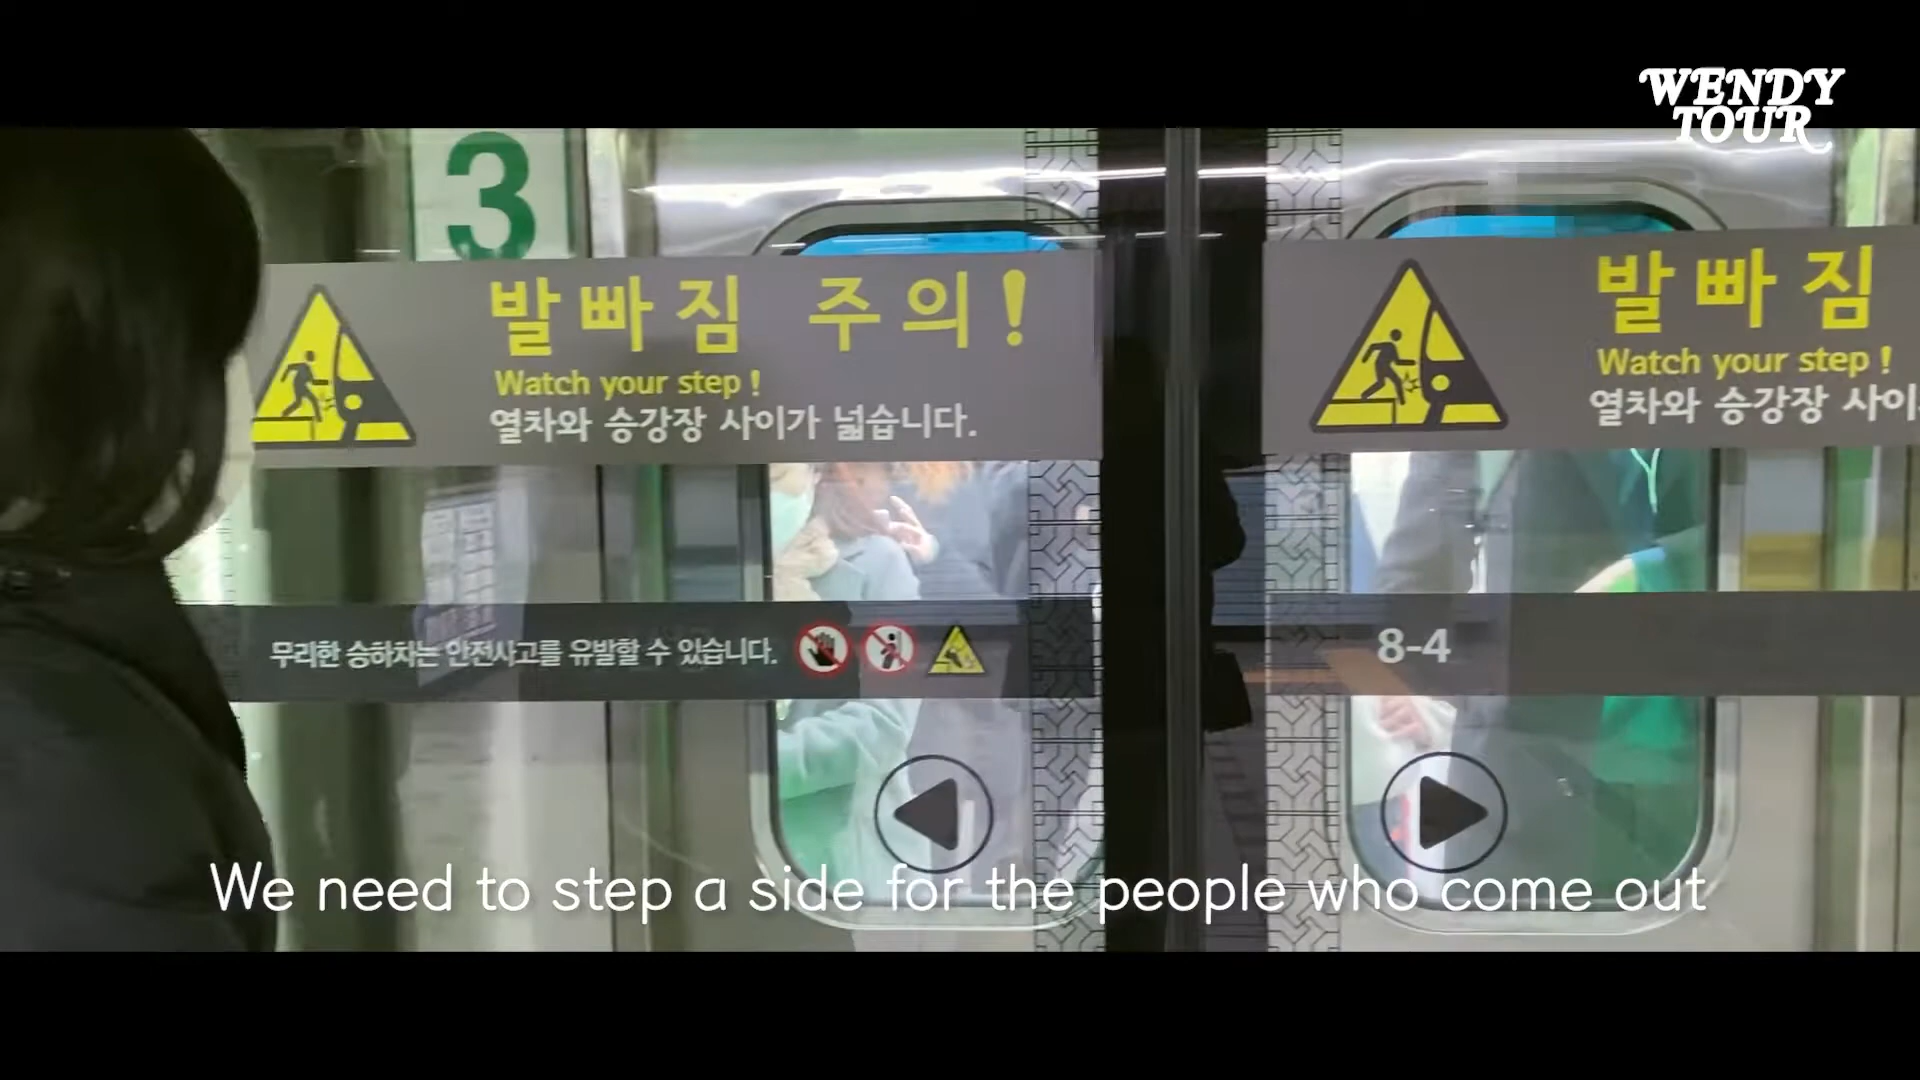 WENDY
TOUR
3
발빠짐 주의!
Watch your step!
열차와 승강장 사이가 넓습니다.
발빠짐
Watch your step!
열차와 승강장 사이
무리한 승하차는 안전사고를 유발할 수 있습니다.
8-4
We need to step a side for the people who come out